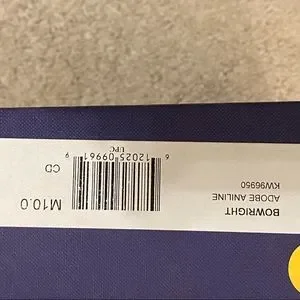 BOWRIGHT
ADOBE ANILINE
KW96950
UPC
6 12025 09961 9
CD
M10.0